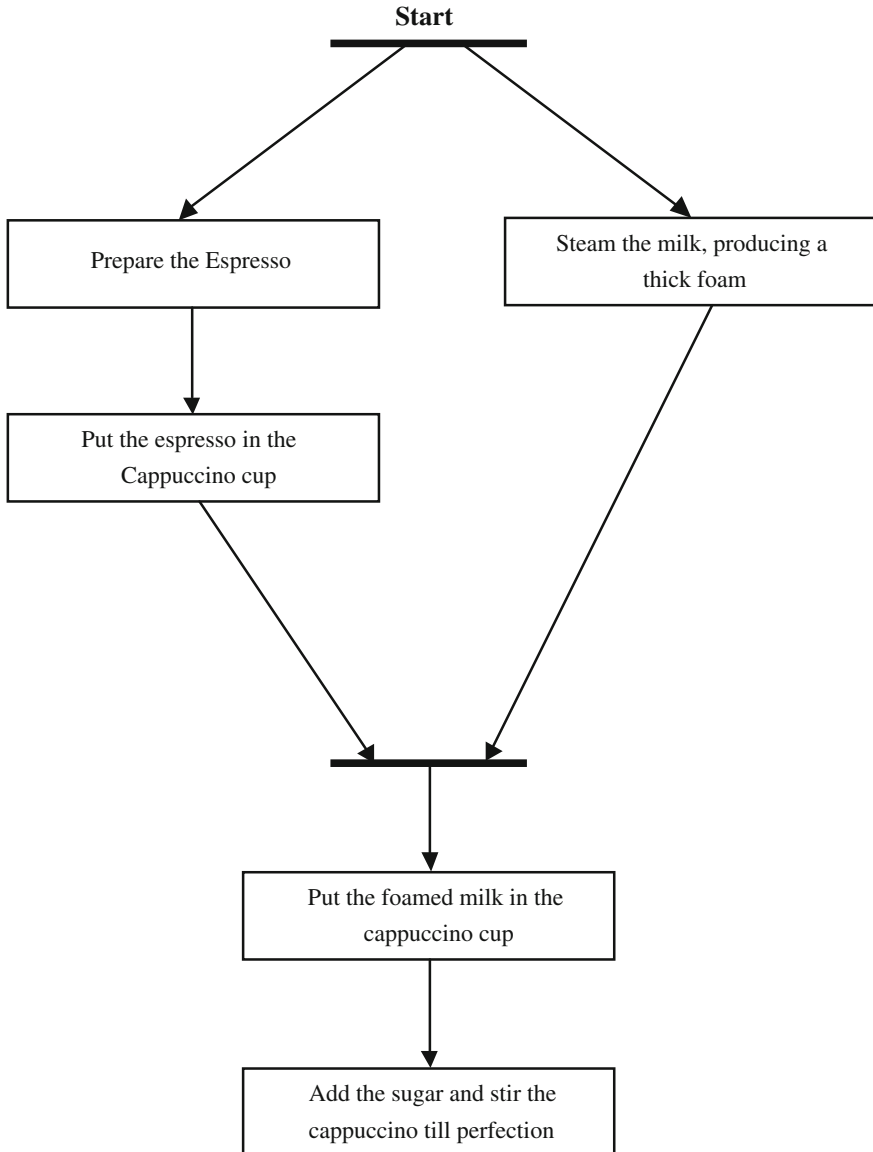 Start
Prepare the Espresso
Steam the milk, producing a
thick foam
Put the espresso in the
Cappuccino cup
Put the foamed milk in the
cappuccino cup
Add the sugar and stir the
cappuccino till perfection